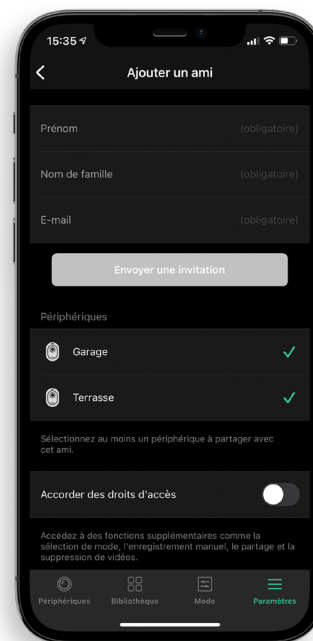 15:35
Ajouter un ami
Prénom (obligatoire)
Nom de famille (obligatoire)
E-mail (obligatoire)
Envoyer une invitation
Périphériques
Garage
Terrasse
Sélectionnez au moins un périphérique à partager avec
cet ami.
Accorder des droits d'accès
Accédez à des fonctions supplémentaires comme la
sélection de mode, l'enregistrement manuel, le partage et la
suppression de vidéos.
Périphériques Bibliothèque Mode Paramètres